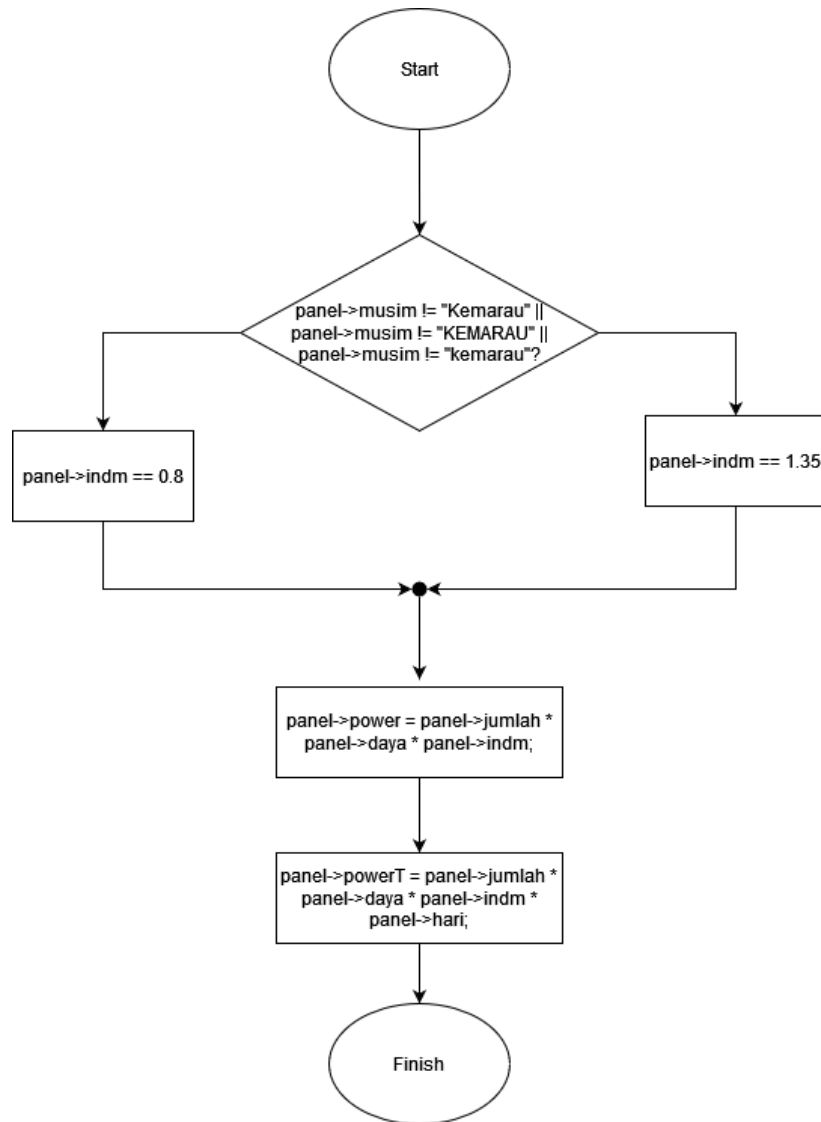 Start
panel->musim != "Kemarau" ||
panel->musim != "KEMARAU" ||
panel->musim != "kemarau"?
panel->indm == 0.8
panel->indm == 1.35
panel->power = panel->jumlah *
panel->daya * panel->indm;
panel->powerT = panel->jumlah *
panel->daya * panel->indm *
panel->hari;
Finish